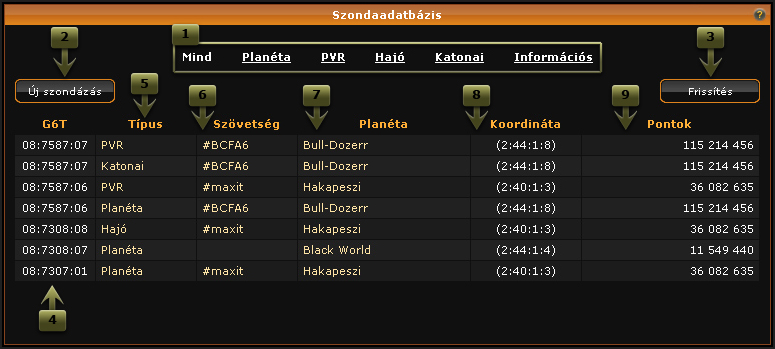 Szondaadatbázis ?
1
2
3
Mind Planéta PVR Hajó Katonai Információs
Új szondázás
Frissítés
5
6
7
8
9
G6T Típus Szövetség Planéta Koordináta Pontok
08:7587:07 PVR #BCFA6 Bull-Dozerr (2:44:1:8) 115 214 456
08:7587:07 Katonai #BCFA6 Bull-Dozerr (2:44:1:8) 115 214 456
08:7587:06 PVR #maxit Hakapeszi (2:40:1:3) 36 082 635
08:7587:06 Planéta #BCFA6 Bull-Dozerr (2:44:1:8) 115 214 456
08:7308:08 Hajó #maxit Hakapeszi (2:40:1:3) 36 082 635
08:7308:07 Planéta Black World (2:44:1:4) 11 549 440
08:7307:01 Planéta #maxit Hakapeszi (2:40:1:3) 36 082 635
4